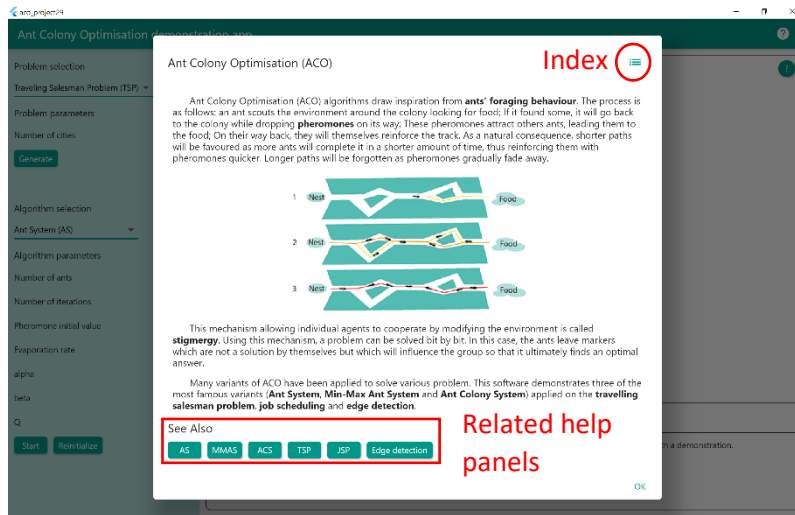 aco_project29
Ant Colony Optimisation demonstration app
Problem selection
Traveling Salesman Problem (TSP)
Problem parameters
Number of cities
Generate
Algorithm selection
Ant System (AS)
Algorithm parameters
Number of ants
Number of iterations
Pheromone initial value
Evaporation rate
alpha
beta
Q
Start Reinitialize
Ant Colony Optimisation (ACO)
Index
Ant Colony Optimisation (ACO) algorithms draw inspiration from ants' foraging behaviour. The process is
as follows: an ant scouts the environment around the colony looking for food; If it found some, it will go back
to the colony while dropping pheromones on its way; These pheromones attract others ants, leading them to
the food; On their way back, they will themselves reinforce the track. As a natural consequence, shorter paths
will be favoured as more ants will complete it in a shorter amount of time, thus reinforcing them with
pheromones quicker. Longer paths will be forgotten as pheromones gradually fade away.
1 Nest Food
2 Nest Food
3 Nest Food
This mechanism allowing individual agents to cooperate by modifying the environment is called
stigmergy. Using this mechanism, a problem can be solved bit by bit. In this case, the ants leave markers
which are not a solution by themselves but which will influence the group so that it ultimately finds an optimal
answer.
Many variants of ACO have been applied to solve various problem. This software demonstrates three of the
most famous variants (Ant System, Min-Max Ant System and Ant Colony System) applied on the travelling
salesman problem, job scheduling and edge detection.
See Also
AS MMAS ACS TSP JSP Edge detection
Related help
panels
OK
?
?
a demonstration.